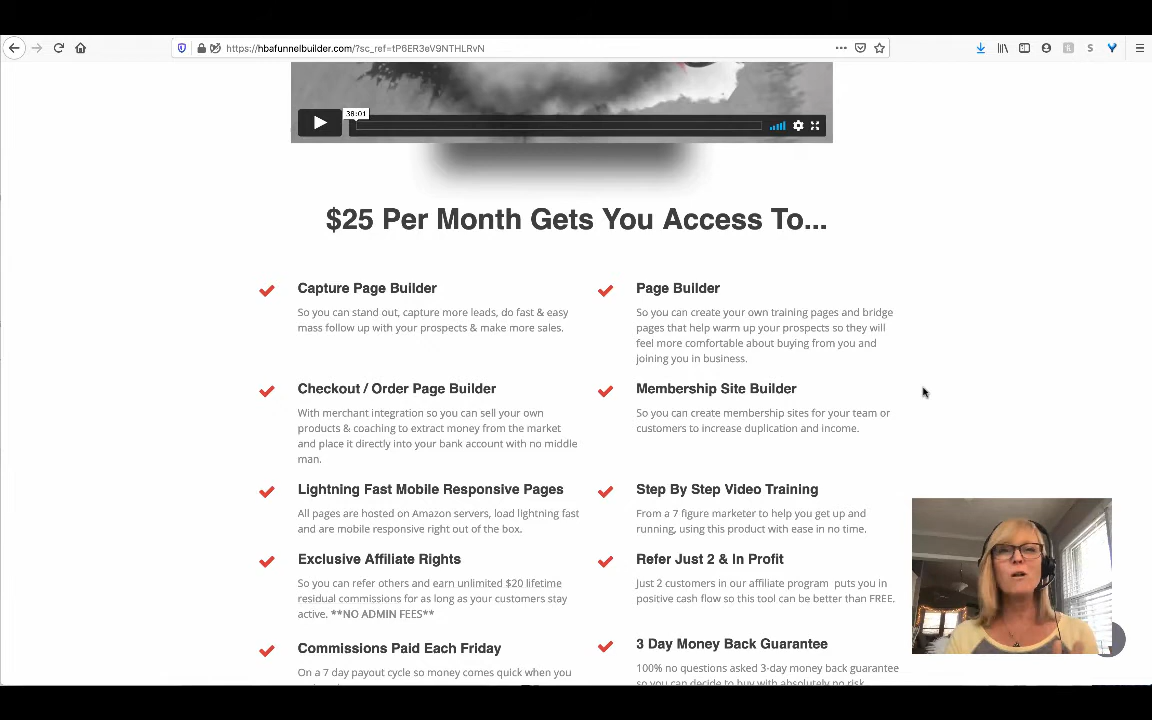 https://hbafunnelbuilder.com/?sc_ref=tP6ER3eV9NTHLRvN
38:01
$25 Per Month Gets You Access To...
Capture Page Builder
So you can stand out, capture more leads, do fast & easy
mass follow up with your prospects & make more sales.
Page Builder
So you can create your own training pages and bridge
pages that help warm up your prospects so they will
feel more comfortable about buying from you and
joining you in business.
Checkout / Order Page Builder
With merchant integration so you can sell your own
products & coaching to extract money from the market
and place it directly into your bank account with no middle
man.
Membership Site Builder
So you can create membership sites for your team or
customers to increase duplication and income.
Lightning Fast Mobile Responsive Pages
All pages are hosted on Amazon servers, load lightning fast
and are mobile responsive right out of the box.
Step By Step Video Training
From a 7 figure marketer to help you get up and
running, using this product with ease in no time.
Exclusive Affiliate Rights
So you can refer others and earn unlimited $20 lifetime
residual commissions for as long as your customers stay
active. **NO ADMIN FEES**
Refer Just 2 & In Profit
Just 2 customers in our affiliate program puts you in
positive cash flow so this tool can be better than FREE.
Commissions Paid Each Friday
On a 7 day payout cycle so money comes quick when you
3 Day Money Back Guarantee
100% no questions asked 3-day money back guarantee
so you can decide to buy with absolutely no risk